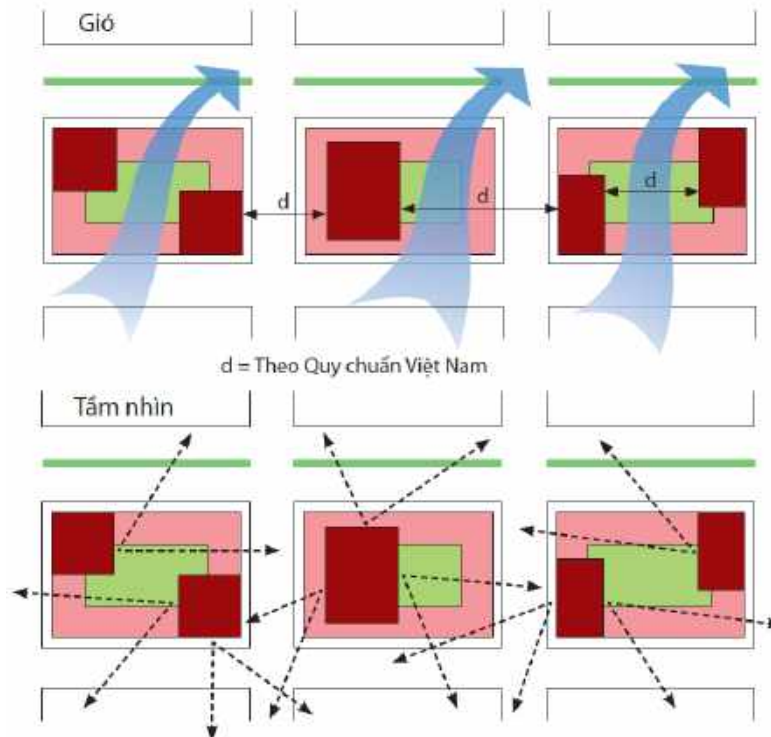 Gió
d
d
d
d = Theo Quy chuẩn Việt Nam
Tầm nhìn